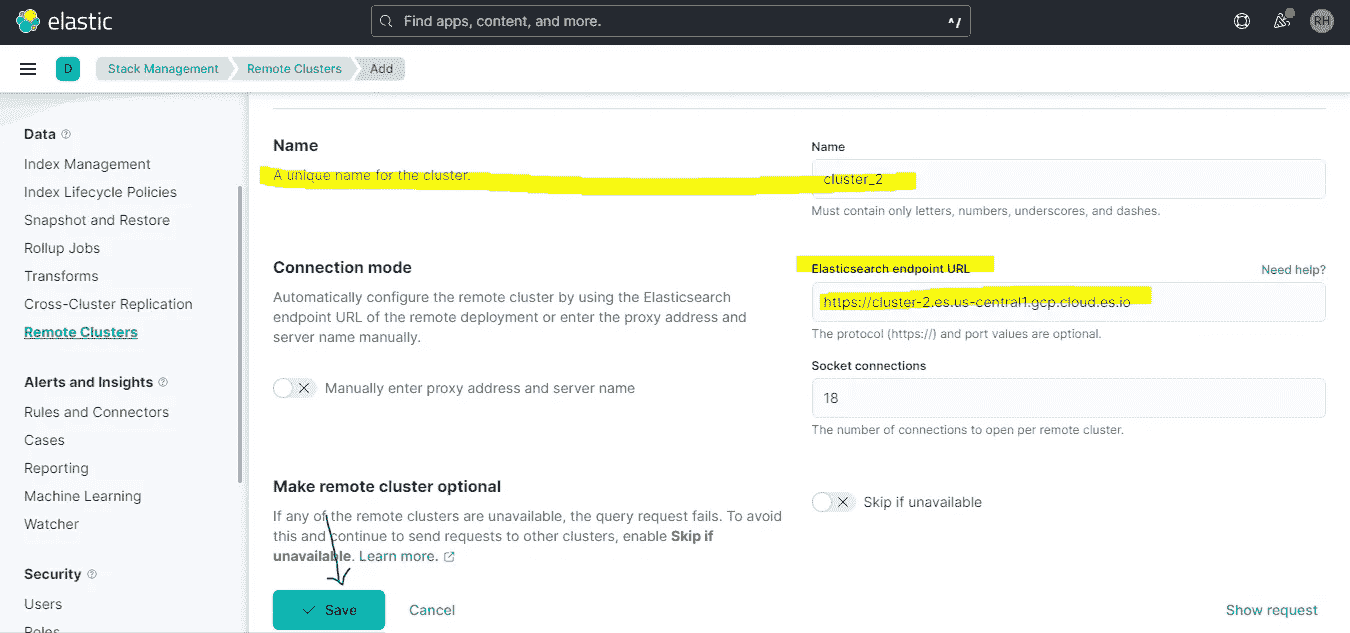 elastic
Find apps, content, and more.
^/
RH
D
Stack Management
Remote Clusters
Add
Data
Index Management
Index Lifecycle Policies
Snapshot and Restore
Rollup Jobs
Transforms
Cross-Cluster Replication
Remote Clusters
Alerts and Insights
Rules and Connectors
Cases
Reporting
Machine Learning
Watcher
Security
Users
Roles
Name
A unique name for the cluster.
Name
cluster_2
Must contain only letters, numbers, underscores, and dashes.
Connection mode
Automatically configure the remote cluster by using the Elasticsearch
endpoint URL of the remote deployment or enter the proxy address and
server name manually.
Manually enter proxy address and server name
Elasticsearch endpoint URL
Need help?
https://cluster-2.es.us-central1.gcp.cloud.es.io
The protocol (https://) and port values are optional.
Socket connections
18
The number of connections to open per remote cluster.
Make remote cluster optional
If any of the remote clusters are unavailable, the query request fails. To avoid
this and continue to send requests to other clusters, enable Skip if
unavailable. Learn more.
Skip if unavailable
Save
Cancel
Show request